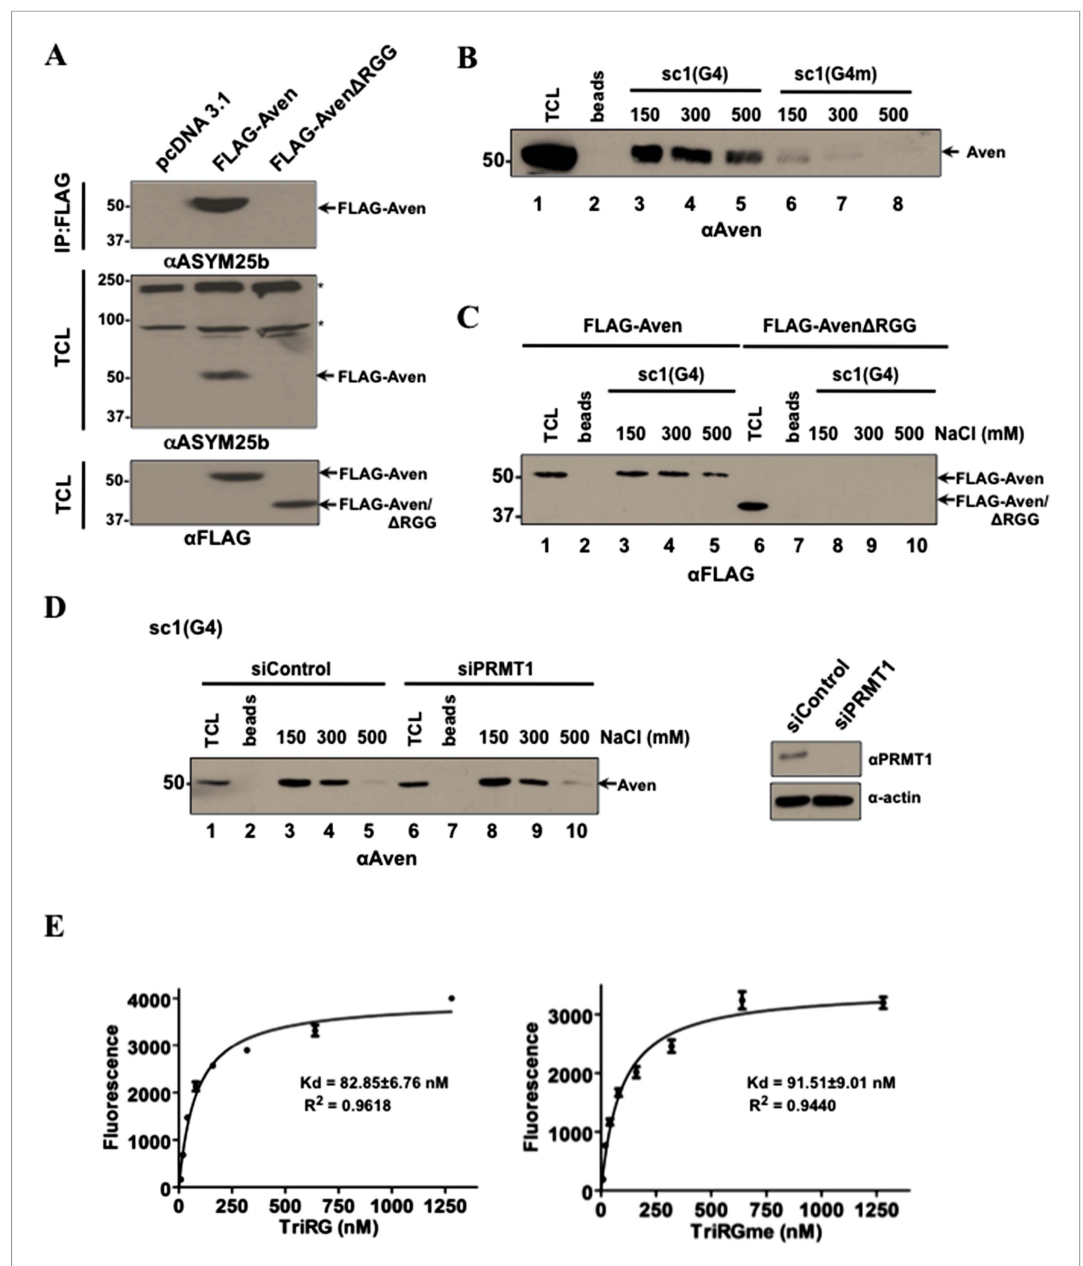 A
pcDNA 3.1
FLAG-Aven
FLAG-AvenΔRGG
IP:FLAG
50-
37-
FLAG-Aven
αASYM25b
TCL
250-
100-
50-
37-
*
*
FLAG-Aven
αASYM25b
TCL
50-
37-
FLAG-Aven
FLAG-Aven/
ΔRGG
αFLAG
B
sc1(G4) sc1(G4m)
TCL beads 150 300 500 150 300 500
50-
Aven
1 2 3 4 5 6 7 8
αAven
C
FLAG-Aven FLAG-AvenΔRGG
sc1(G4) sc1(G4)
TCL beads 150 300 500 TCL beads 150 300 500 NaCl (mM)
50-
37-
FLAG-Aven
FLAG-Aven/
ΔRGG
1 2 3 4 5 6 7 8 9 10
αFLAG
D
sc1(G4)
siControl siPRMT1
TCL beads 150 300 500 TCL beads 150 300 500 NaCl (mM)
50-
Aven
1 2 3 4 5 6 7 8 9 10
αAven
siControl siPRMT1
αPRMT1
α-actin
E
Fluorescence
4000
3000
2000
1000
0
Kd = 82.85±6.76 nM
R2 = 0.9618
0 250 500 750 1000 1250
TriRG (nM)
Fluorescence
3000
2000
1000
0
Kd = 91.51±9.01 nM
R2 = 0.9440
0 250 500 750 1000 1250
TriRGme (nM)